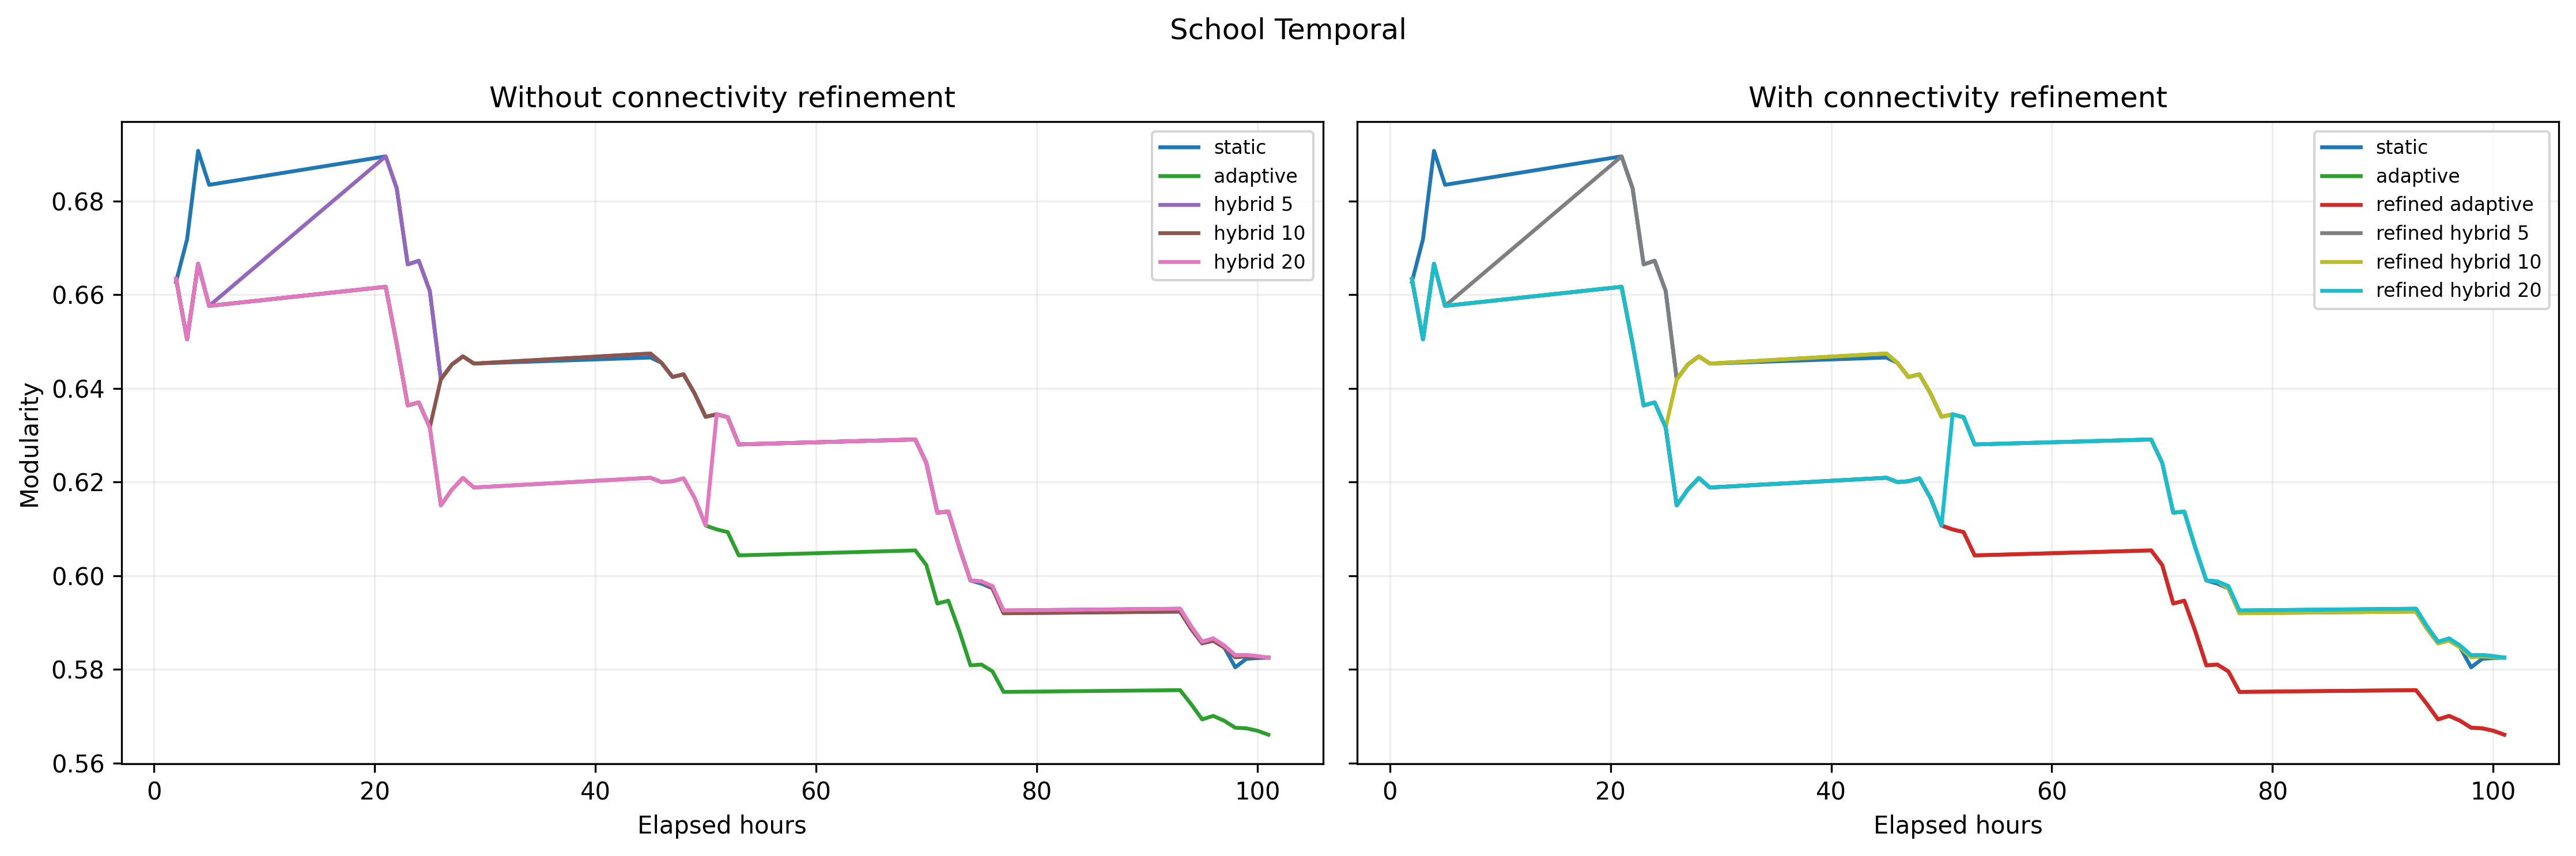 School Temporal
Without connectivity refinement
Modularity
0.68
0.66
0.64
0.62
0.60
0.58
0.56
0
20
40
60
80
100
Elapsed hours
static
adaptive
hybrid 5
hybrid 10
hybrid 20
With connectivity refinement
0
20
40
60
80
100
Elapsed hours
static
adaptive
refined adaptive
refined hybrid 5
refined hybrid 10
refined hybrid 20